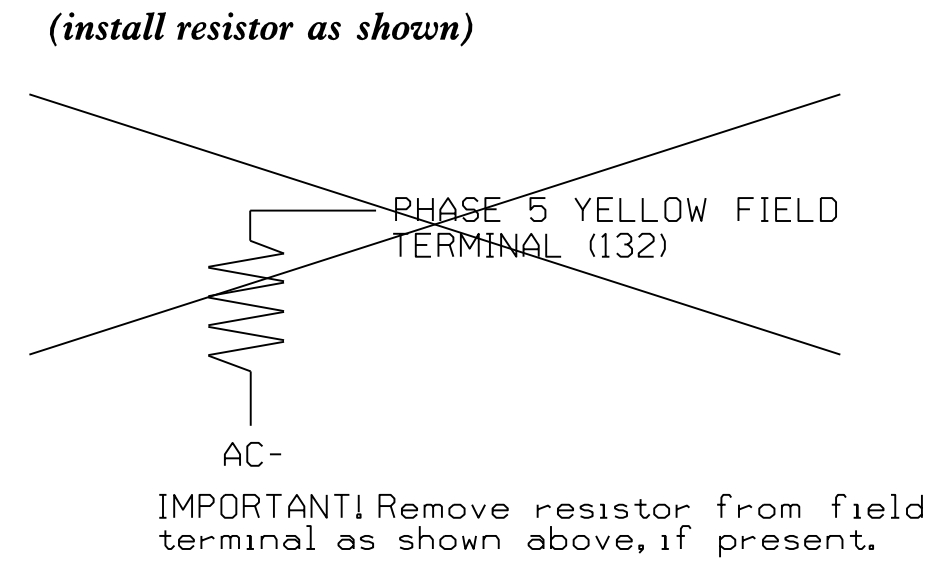 (install resistor as shown)
PHASE 5 YELLOW FIELD
TERMINAL (132)
AC-
IMPORTANT! Remove resistor from field
terminal as shown above, if present.